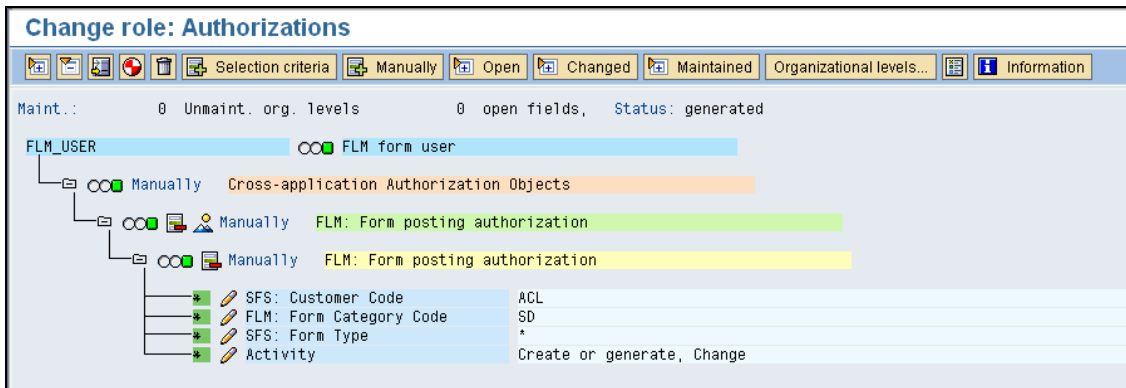 Change role: Authorizations
Selection criteria Manually Open Changed Maintained Organizational levels... Information
Maint.: 0 Unmaint. org. levels 0 open fields, Status: generated
FLM_USER FLM form user
Manually Cross-application Authorization Objects
Manually FLM: Form posting authorization
Manually FLM: Form posting authorization
SFS: Customer Code ACL
FLM: Form Category Code SD
SFS: Form Type *
Activity Create or generate, Change